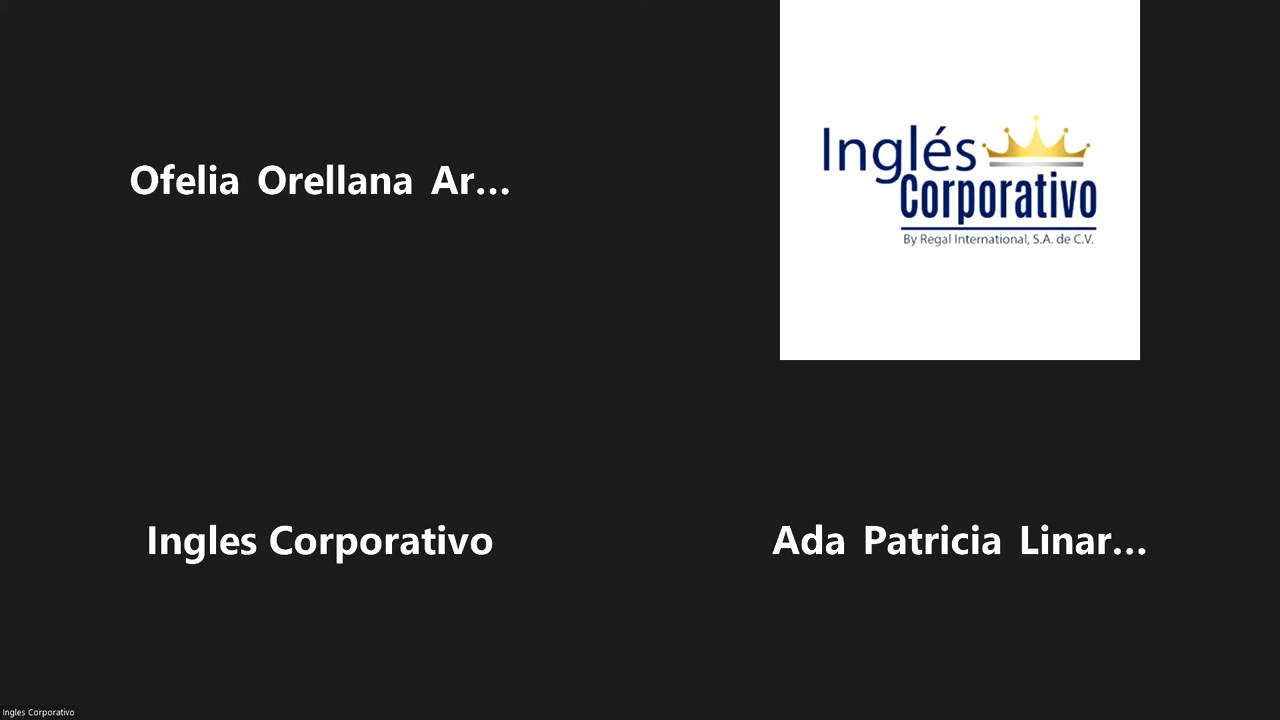 Ofelia Orellana Ar...
Inglés
Corporativo
By Regal International, S.A. de C.V.
Ingles Corporativo
Ada Patricia Linar...
Ingles Corporativo